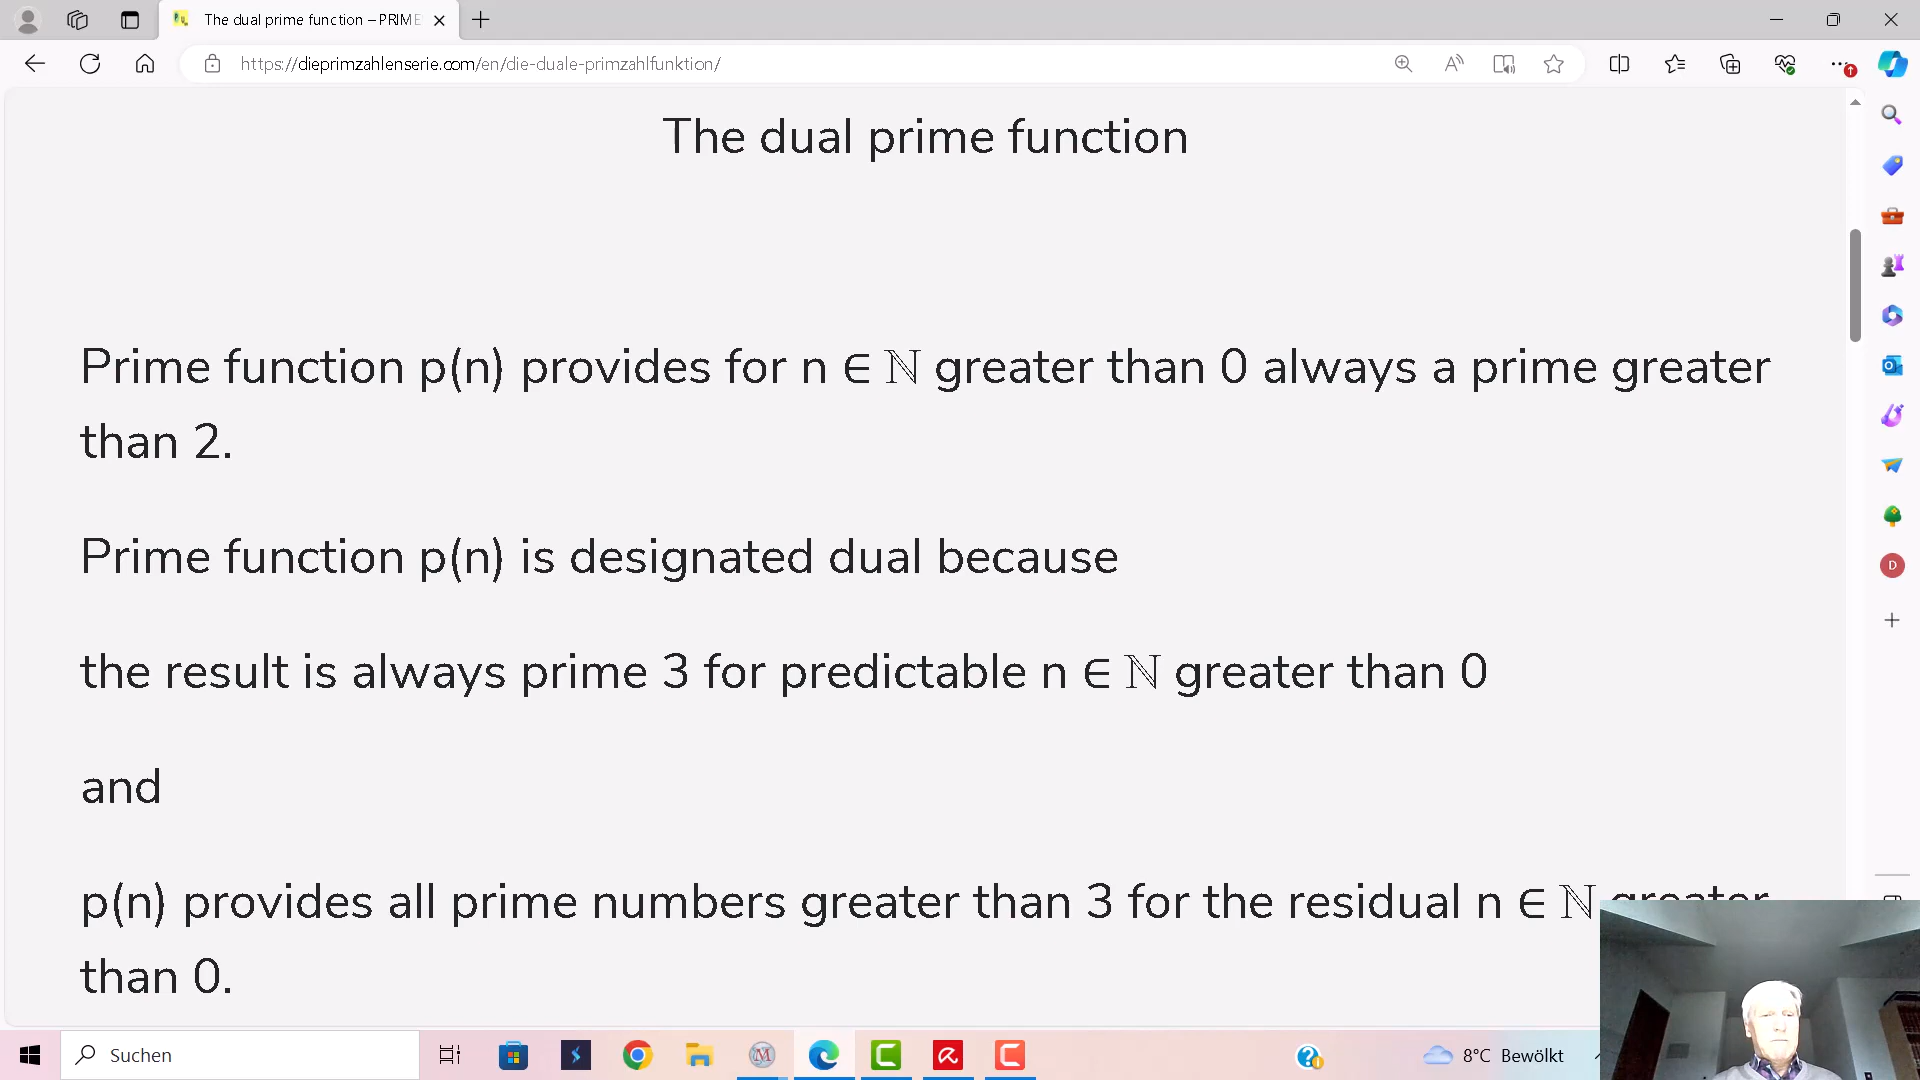 The dual prime function – PRIME
https://dieprimzahlenserie.com/en/die-duale-primzahlfunktion/
The dual prime function
Prime function p(n) provides for n ∈ ℕ greater than 0 always a prime greater
than 2.
Prime function p(n) is designated dual because
the result is always prime 3 for predictable n ∈ ℕ greater than 0
and
p(n) provides all prime numbers greater than 3 for the residual n ∈ ℕ greater
than 0.
D
Suchen
8°C Bewölkt